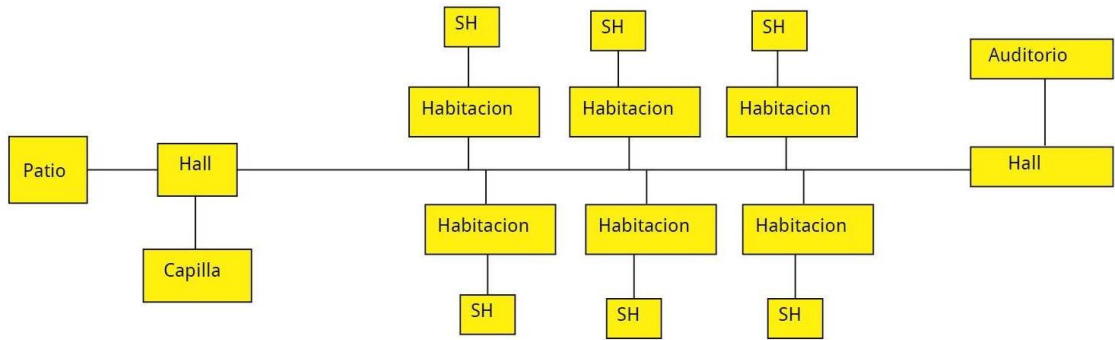 SH
SH
SH
Auditorio
Habitacion
Habitacion
Habitacion
Patio
Hall
Hall
Habitacion
Habitacion
Habitacion
Capilla
SH
SH
SH